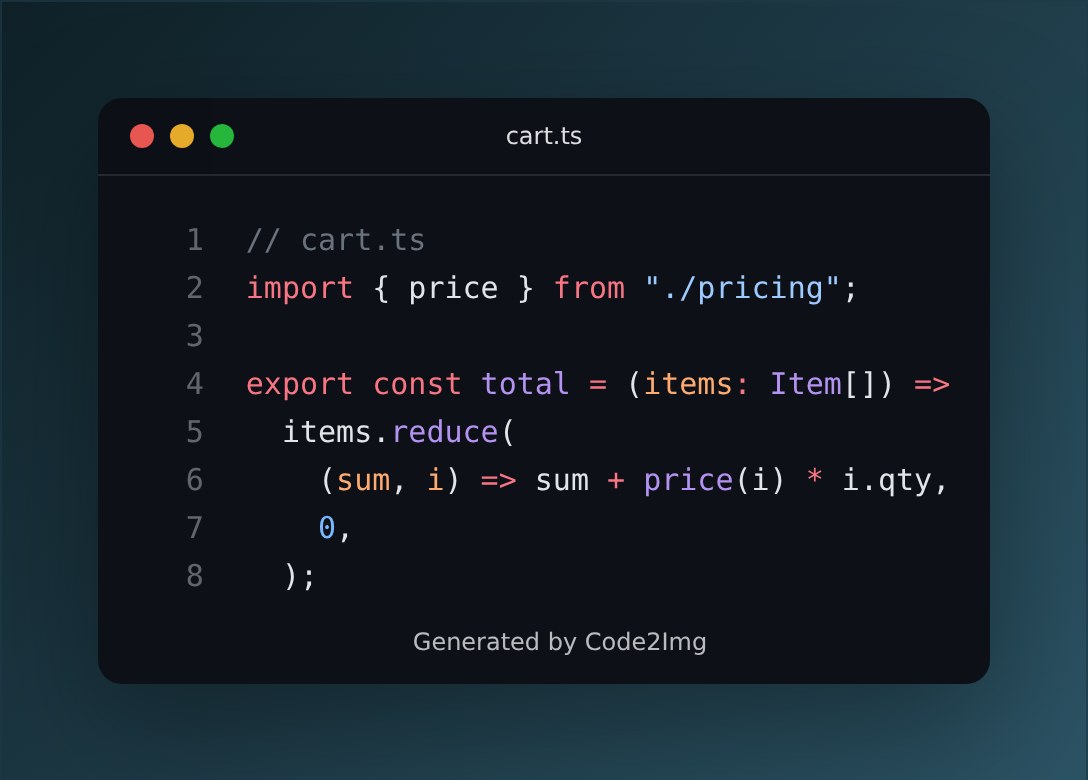 cart.ts
1 // cart.ts
2 import { price } from "./pricing";
3
4 export const total = (items: Item[]) =>
5   items.reduce(
6     (sum, i) => sum + price(i) * i.qty,
7     0,
8   );
Generated by Code2Img